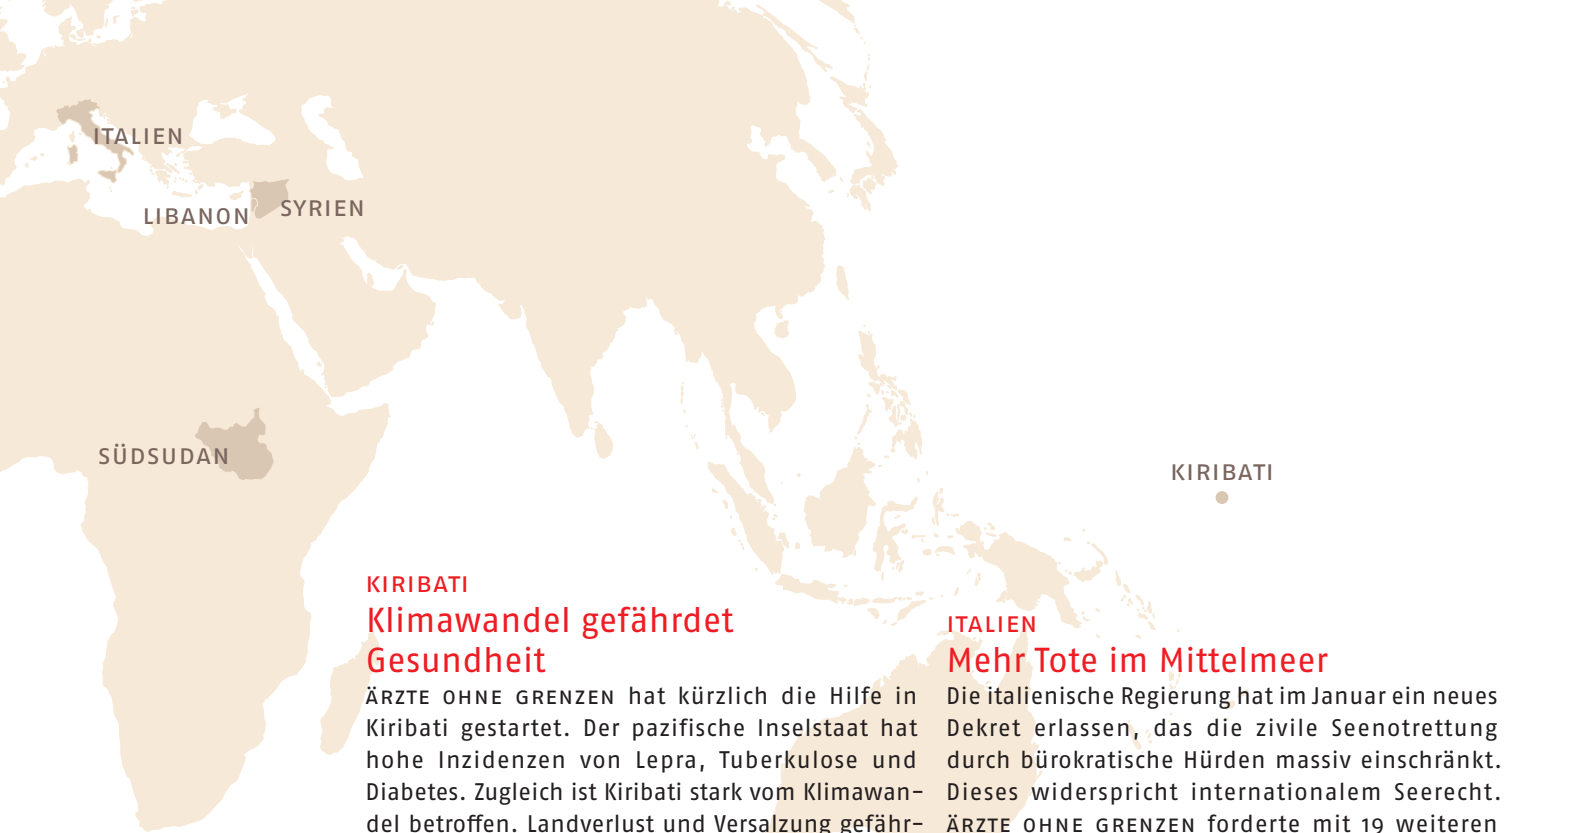 ITALIEN
LIBANON
SYRIEN
SÜDSUDAN
KIRIBATI
KIRIBATI
Klimawandel gefährdet
Gesundheit
ÄRZTE OHNE GRENZEN hat kürzlich die Hilfe in
Kiribati gestartet. Der pazifische Inselstaat hat
hohe Inzidenzen von Lepra, Tuberkulose und
Diabetes. Zugleich ist Kiribati stark vom Klimawan-
del betroffen. Landverlust und Versalzung gefähr-
ITALIEN
Mehr Tote im Mittelmeer
Die italienische Regierung hat im Januar ein neues
Dekret erlassen, das die zivile Seenotrettung
durch bürokratische Hürden massiv einschränkt.
Dieses widerspricht internationalem Seerecht.
ÄRZTE OHNE GRENZEN forderte mit 19 weiteren